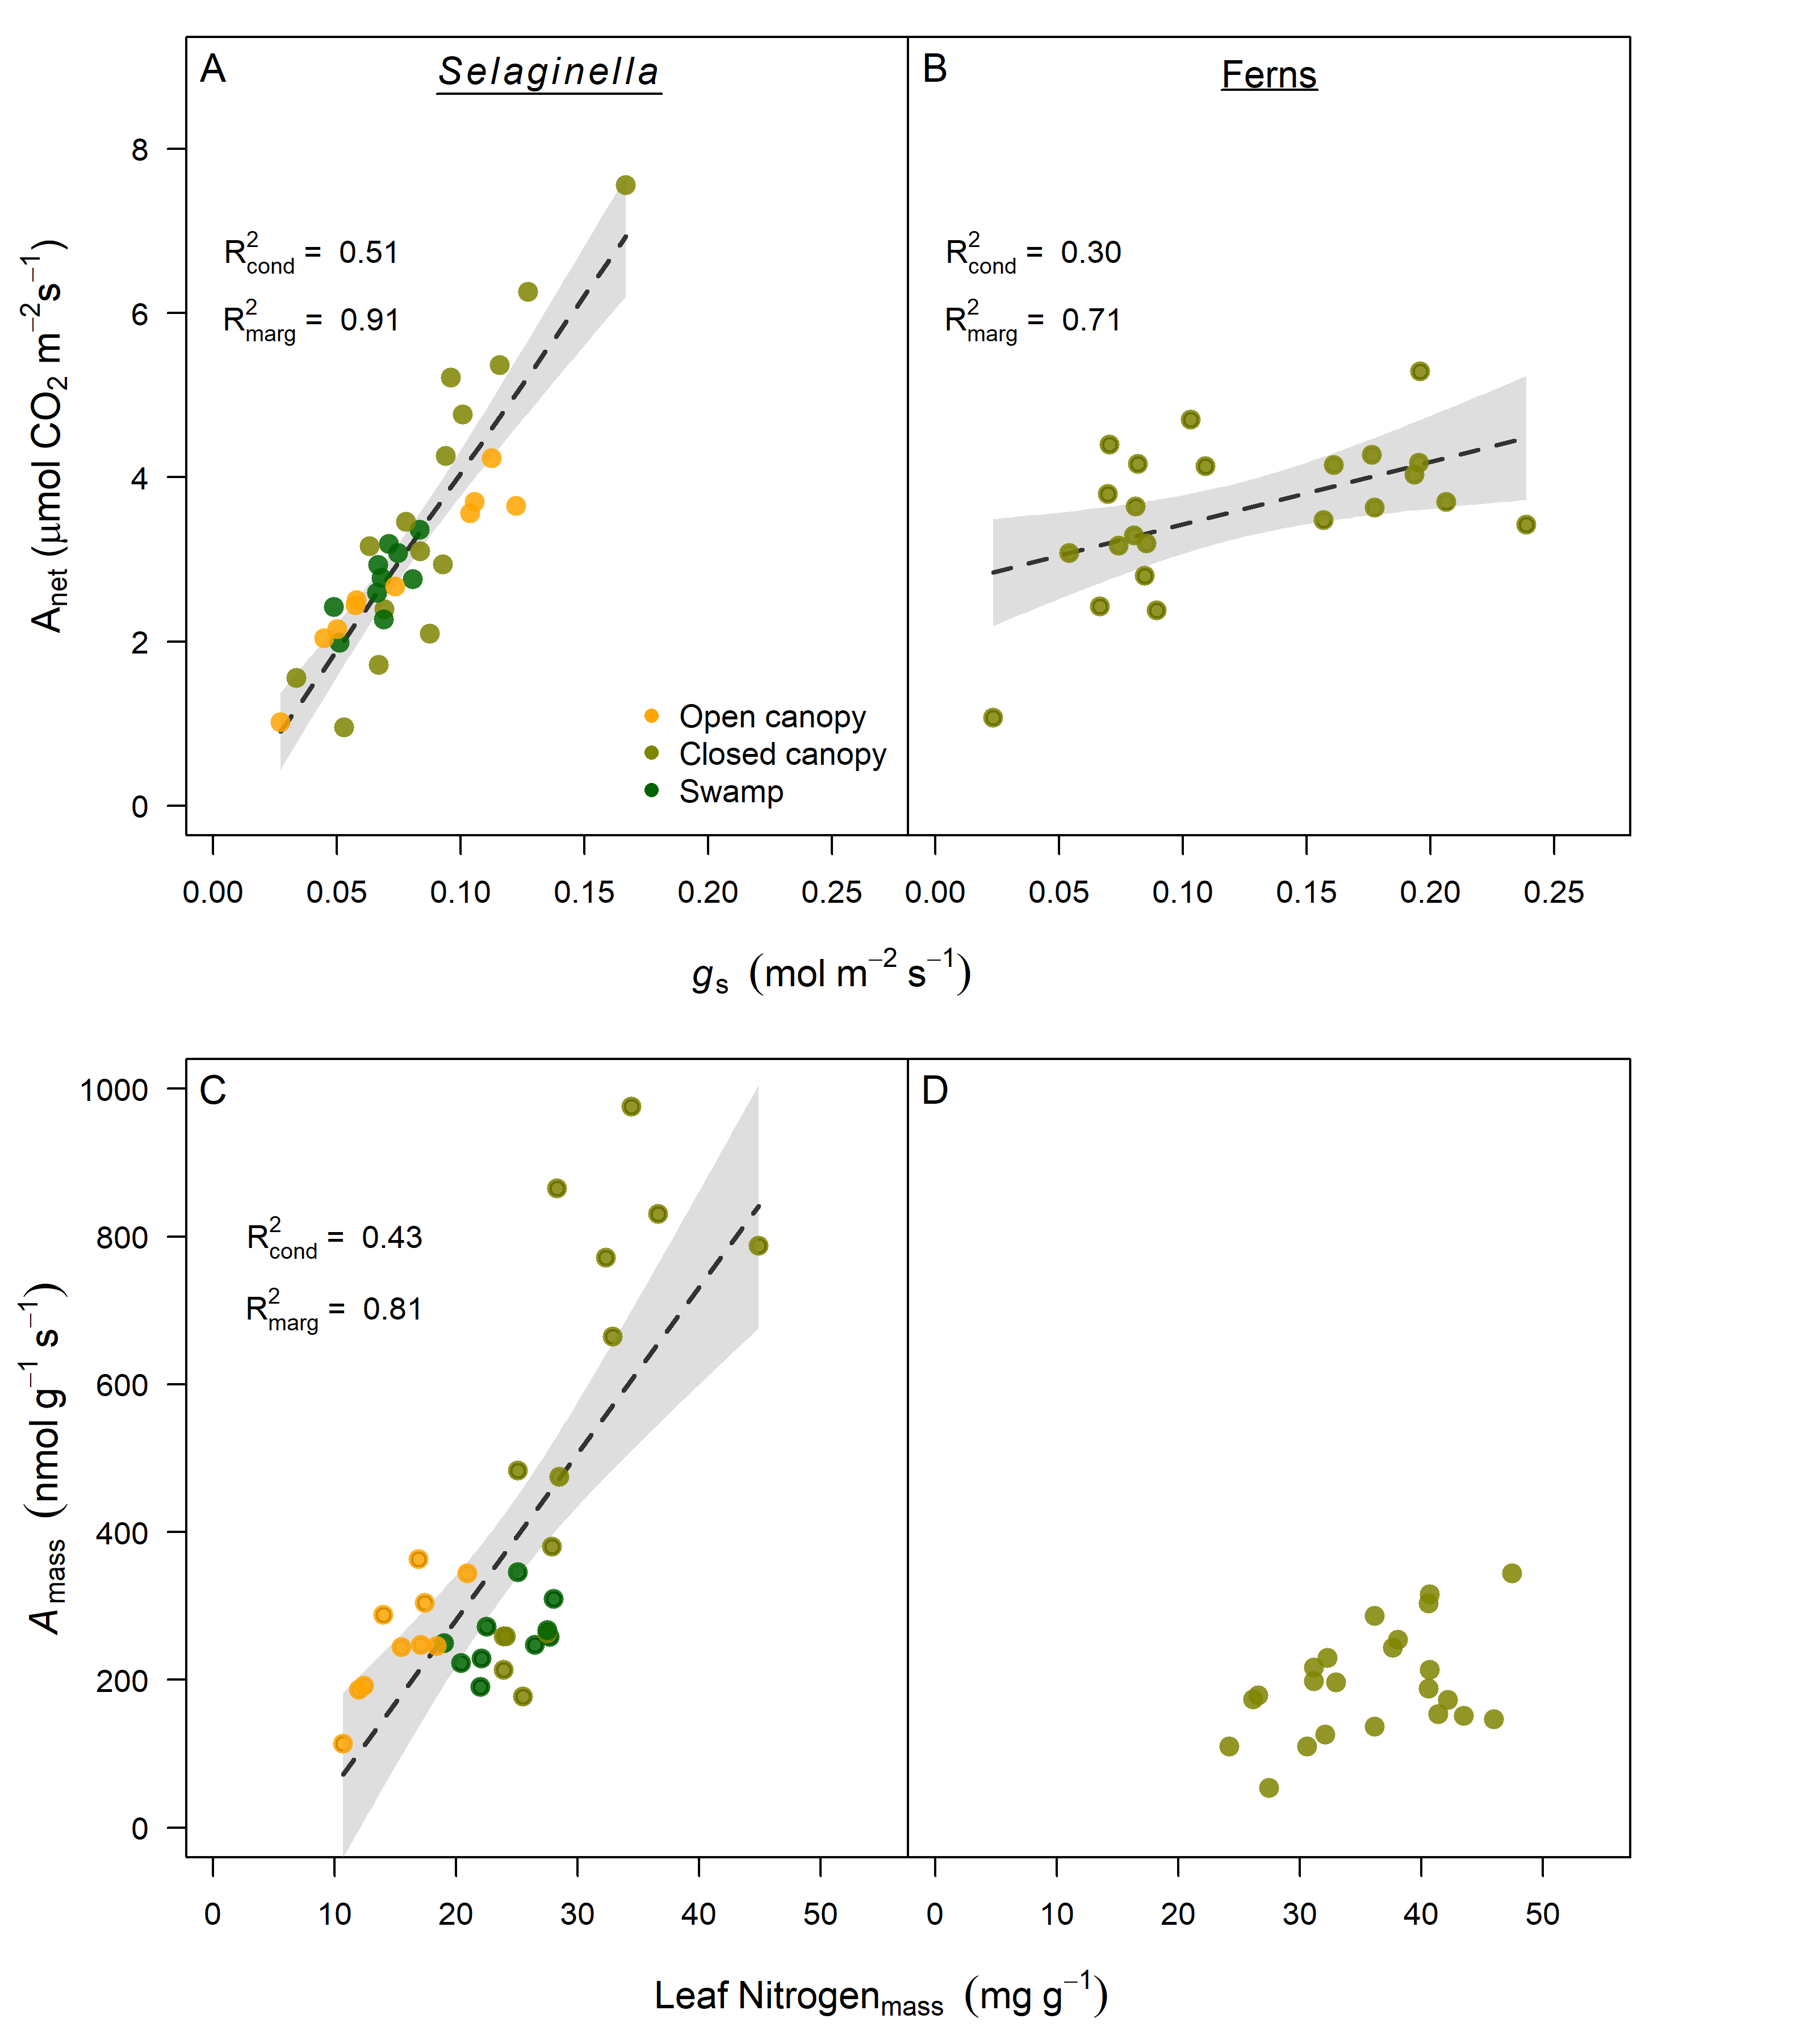 A
Selaginella
B
Ferns
8
6
4
2
0
A_net (μmol CO₂ m⁻²s⁻¹)
R²cond = 0.51
R²marg = 0.91
R²cond = 0.30
R²marg = 0.71
Open canopy
Closed canopy
Swamp
0.00 0.05 0.10 0.15 0.20 0.25
0.00 0.05 0.10 0.15 0.20 0.25
gs (mol m⁻² s⁻¹)
C
D
1000
800
600
400
200
0
A_mass (nmol g⁻¹ s⁻¹)
R²cond = 0.43
R²marg = 0.81
0 10 20 30 40 50
0 10 20 30 40 50
Leaf Nitrogen_mass (mg g⁻¹)